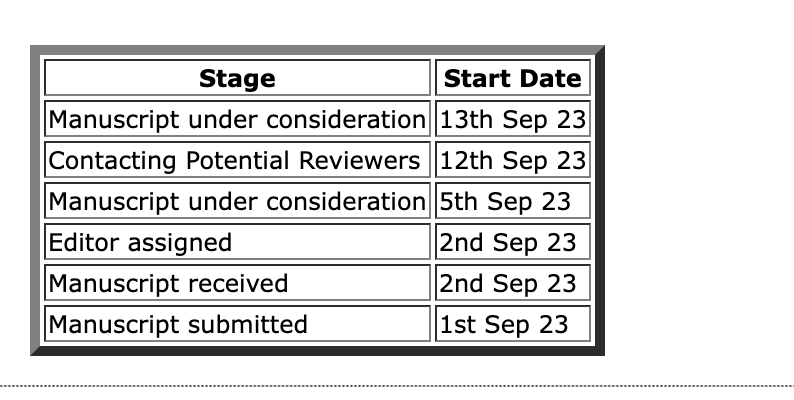 Stage Start Date
Manuscript under consideration 13th Sep 23
Contacting Potential Reviewers 12th Sep 23
Manuscript under consideration 5th Sep 23
Editor assigned 2nd Sep 23
Manuscript received 2nd Sep 23
Manuscript submitted 1st Sep 23